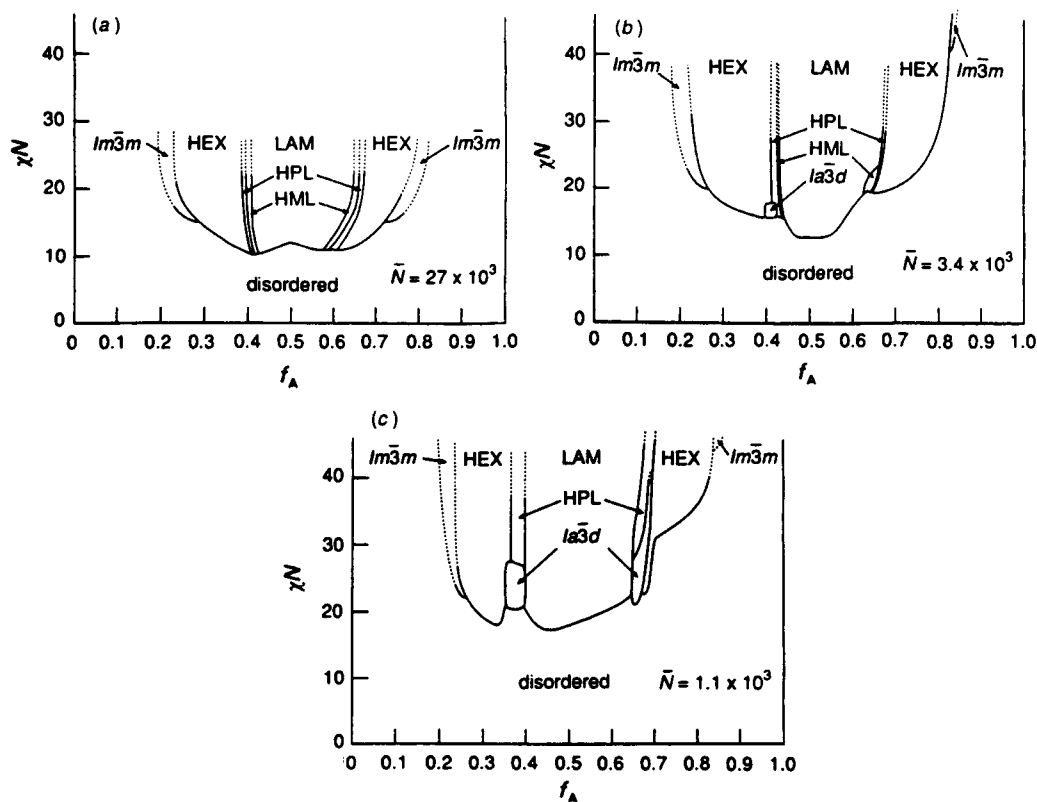 (a)
40
30
20
10
0
χN
Im3̄m
HEX
LAM
HEX
Im3̄m
HPL
HML
disordered
N̄ = 27 x 10³
0 0.1 0.2 0.3 0.4 0.5 0.6 0.7 0.8 0.9 1.0
f_A
(b)
40
30
20
10
0
χN
Im3̄m
HEX
LAM
HEX
Im3̄m
HPL
HML
Ia3̄d
disordered
N̄ = 3.4 x 10³
0 0.1 0.2 0.3 0.4 0.5 0.6 0.7 0.8 0.9 1.0
f_A
(c)
40
30
20
10
0
χN
Im3̄m
HEX
LAM
HEX
Im3̄m
HPL
Ia3̄d
disordered
N̄ = 1.1 x 10³
0 0.1 0.2 0.3 0.4 0.5 0.6 0.7 0.8 0.9 1.0
f_A